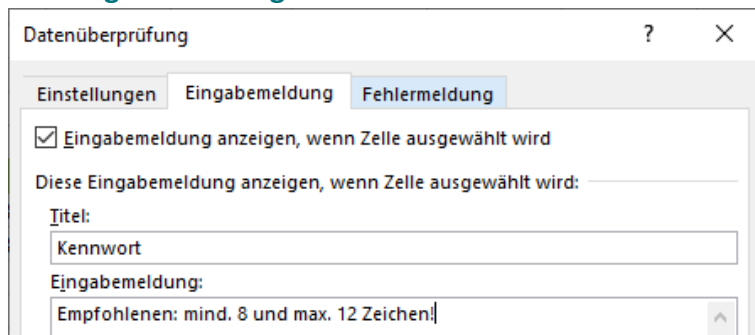 Datenüberprüfung ? ×
Einstellungen Eingabemeldung Fehlermeldung
Eingabemeldung anzeigen, wenn Zelle ausgewählt wird
Diese Eingabemeldung anzeigen, wenn Zelle ausgewählt wird:
Titel:
Kennwort
Eingabemeldung:
Empfohlenen: mind. 8 und max. 12 Zeichen!